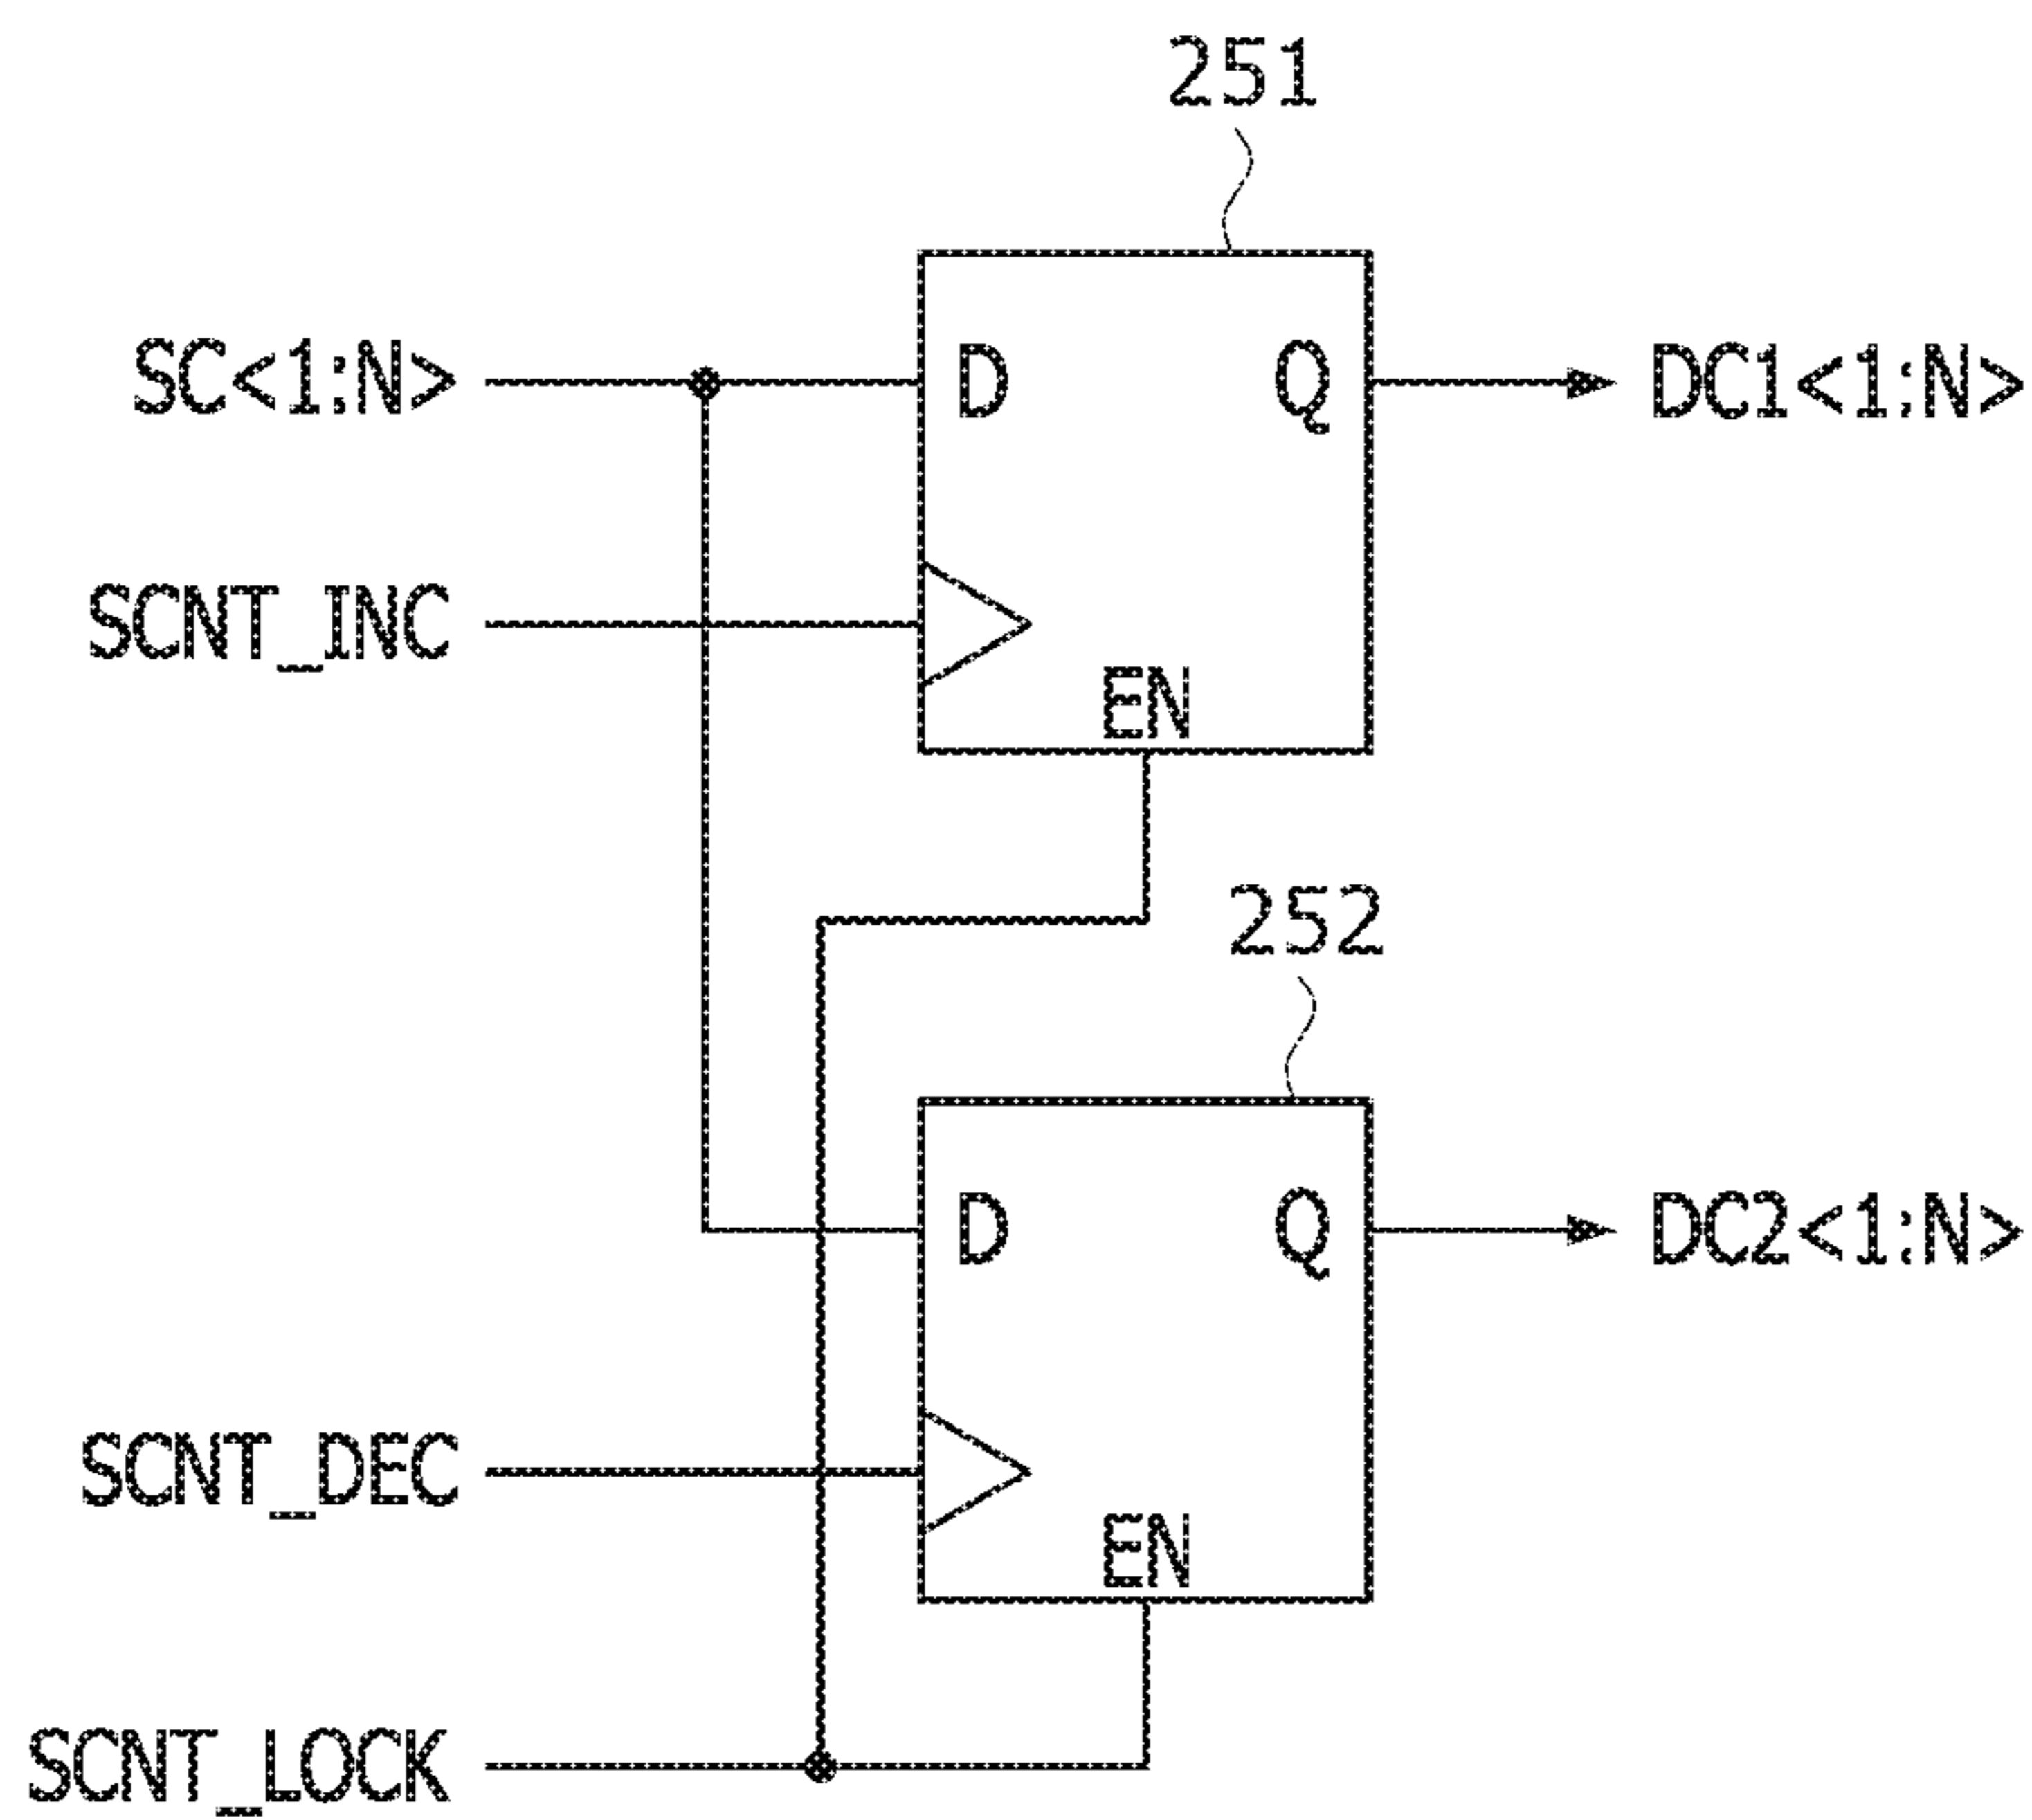 251
SC<1:N>
D
Q
DC1<1:N>
SCNT_INC
EN
252
D
Q
DC2<1:N>
SCNT_DEC
EN
SCNT_LOCK